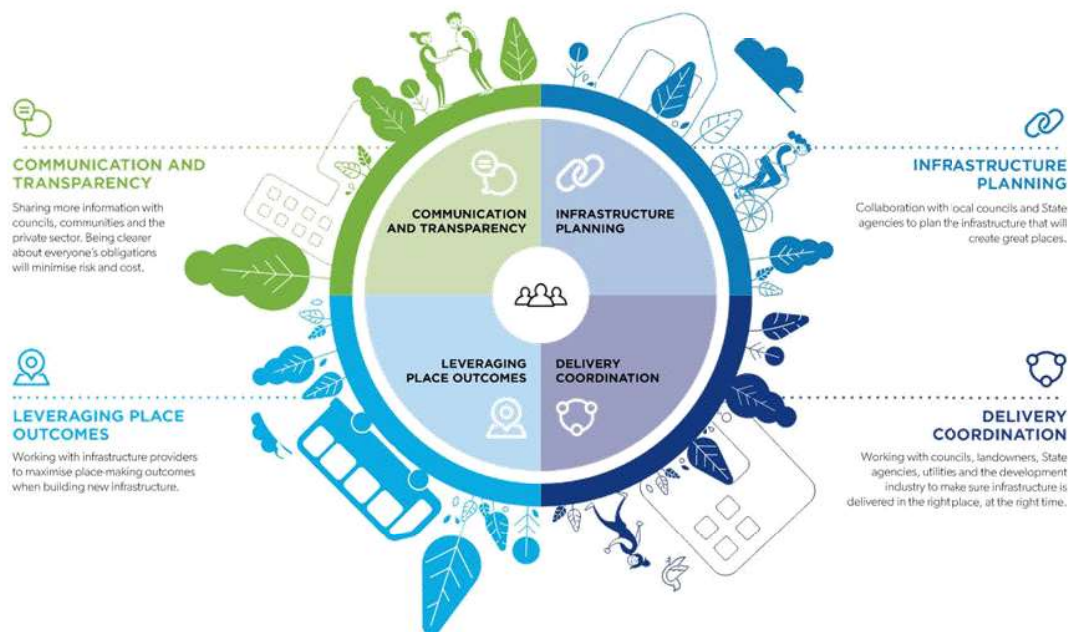 COMMUNICATION AND
TRANSPARENCY
Sharing more information with
councils, communities and the
private sector. Being clearer
about everyone's obligations
will minimise risk and cost.
LEVERAGING PLACE
OUTCOMES
Working with infrastructure providers
to maximise place-making outcomes
when building new infrastructure.
COMMUNICATION
AND TRANSPARENCY
INFRASTRUCTURE
PLANNING
LEVERAGING
PLACE OUTCOMES
DELIVERY
COORDINATION
INFRASTRUCTURE
PLANNING
Collaboration with local councils and State
agencies to plan the infrastructure that will
create great places.
DELIVERY
COORDINATION
Working with councils, landowners, State
agencies, utilities and the development
industry to make sure infrastructure is
delivered in the right place, at the right time.